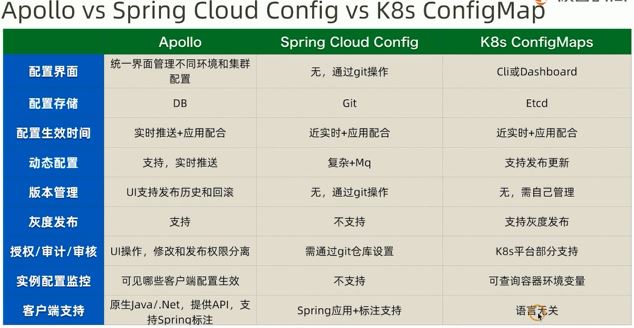 Apollo vs Spring Cloud Config vs K8s ConfigMap
Apollo Spring Cloud Config K8s ConfigMaps
配置界面 统一界面管理不同环境和集群配置 无，通过git操作 Cli或Dashboard
配置存储 DB Git Etcd
配置生效时间 实时推送+应用配合 近实时+应用配合 近实时+应用配合
动态配置 支持，实时推送 复杂+Mq 支持发布更新
版本管理 UI支持发布历史和回滚 无，通过git操作 无，需自己管理
灰度发布 支持 不支持 支持灰度发布
授权/审计/审核 UI操作，修改和发布权限分离 需通过git仓库设置 K8s平台部分支持
实例配置监控 可见哪些客户端配置生效 不支持 可查询容器环境变量
客户端支持 原生Java/.Net，提供API，支持Spring标注 Spring应用+标注支持 语言无关